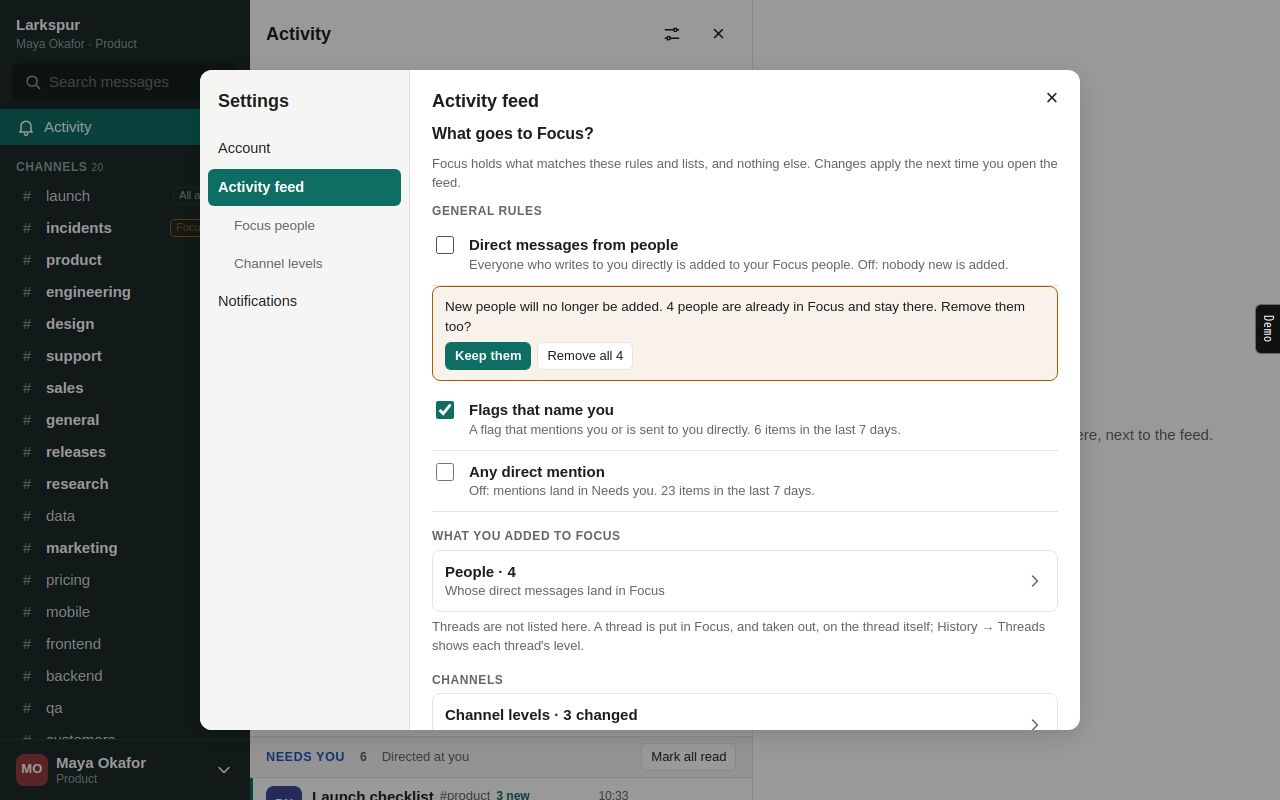 Larkspur
Maya Okafor · Product
Search messages
Activity
CHANNELS 20
# launch All a
# incidents Focu
# product
# engineering
# design
# support
# sales
# general
# releases
# research
# data
# marketing
# pricing
# mobile
# frontend
# backend
# qa
# customers
MO Maya Okafor
Product
Activity
Settings
Account
Activity feed
Focus people
Channel levels
Notifications
Activity feed
What goes to Focus?
Focus holds what matches these rules and lists, and nothing else. Changes apply the next time you open the
feed.
GENERAL RULES
Direct messages from people
Everyone who writes to you directly is added to your Focus people. Off: nobody new is added.
New people will no longer be added. 4 people are already in Focus and stay there. Remove them
too?
Keep them Remove all 4
Flags that name you
A flag that mentions you or is sent to you directly. 6 items in the last 7 days.
Any direct mention
Off: mentions land in Needs you. 23 items in the last 7 days.
WHAT YOU ADDED TO FOCUS
People · 4
Whose direct messages land in Focus
Threads are not listed here. A thread is put in Focus, and taken out, on the thread itself; History → Threads
shows each thread's level.
CHANNELS
Channel levels · 3 changed
NEEDS YOU 6 Directed at you Mark all read
Launch checklist #product 3 new 10:33
ere, next to the feed.
Demo